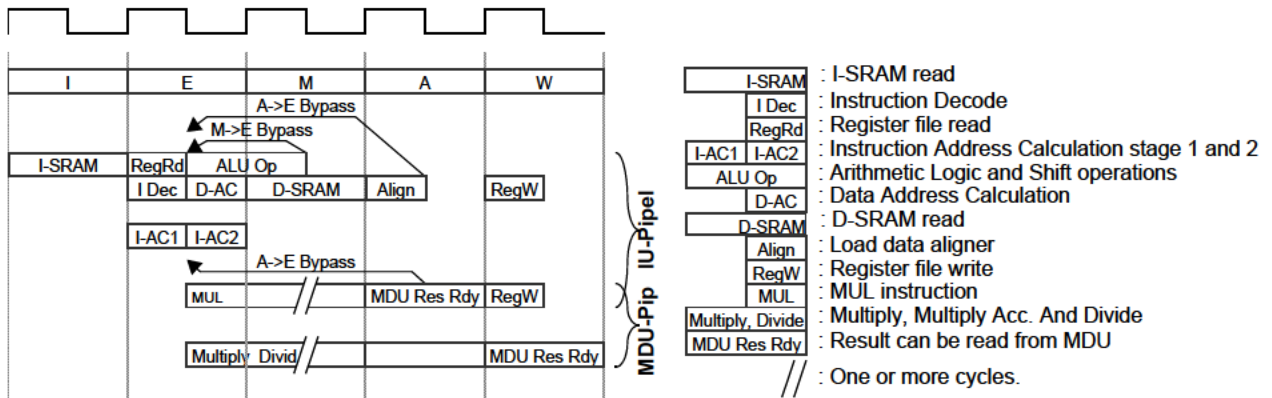 I E M A W
A->E Bypass
M->E Bypass
I-SRAM RegRd ALU Op
I Dec D-AC D-SRAM Align RegW
I-AC1 I-AC2
A->E Bypass
MUL MDU Res Rdy RegW
Multiply Divid MDU Res Rdy
IU-Pipel
MDU-Pip
I-SRAM : I-SRAM read
I Dec : Instruction Decode
RegRd : Register file read
I-AC1 I-AC2 : Instruction Address Calculation stage 1 and 2
ALU Op : Arithmetic Logic and Shift operations
D-AC : Data Address Calculation
D-SRAM : D-SRAM read
Align : Load data aligner
RegW : Register file write
MUL : MUL instruction
Multiply, Divide : Multiply, Multiply Acc. And Divide
MDU Res Rdy : Result can be read from MDU
: One or more cycles.